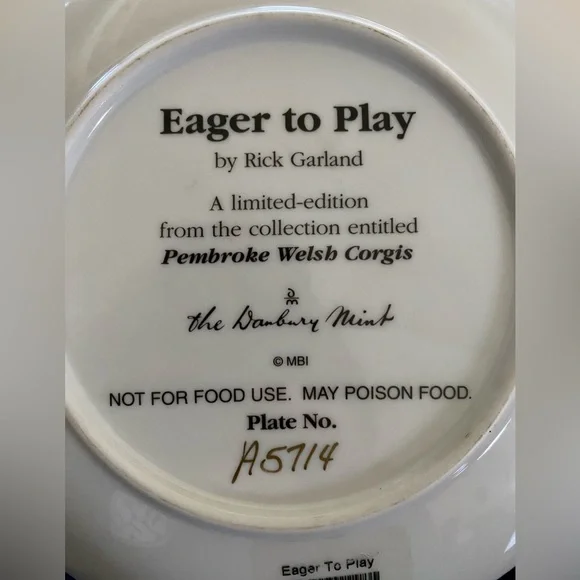 Eager to Play
by Rick Garland
A limited-edition
from the collection entitled
Pembroke Welsh Corgis
DM
the Danbury Mint
© MBI
NOT FOR FOOD USE. MAY POISON FOOD.
Plate No.
A5714
Eager To Play